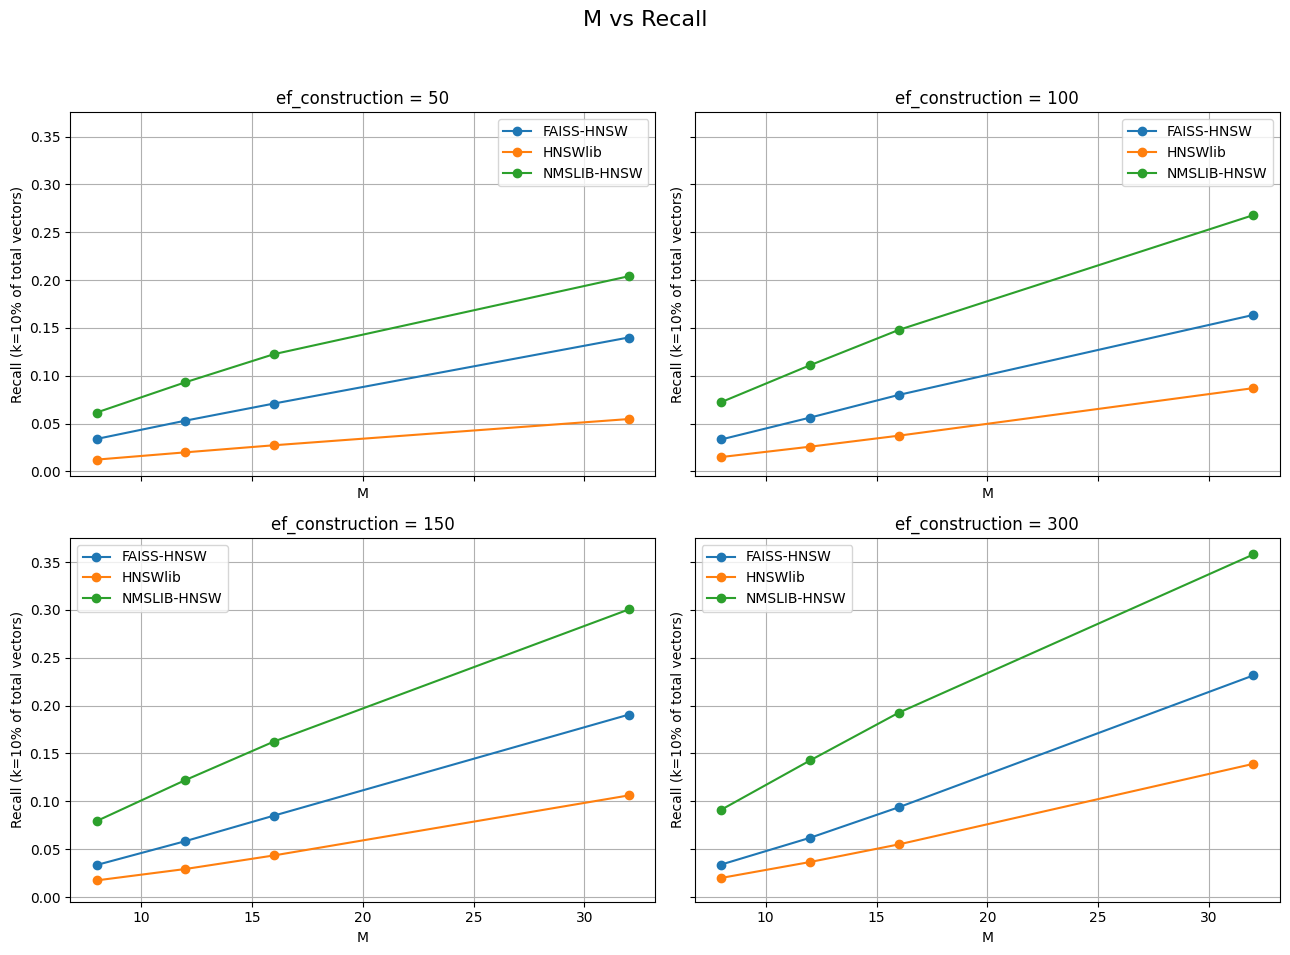 M vs Recall
ef_construction = 50
Recall (k=10% of total vectors)
0.35
0.30
0.25
0.20
0.15
0.10
0.05
0.00
FAISS-HNSW
HNSWlib
NMSLIB-HNSW
M
ef_construction = 100
Recall (k=10% of total vectors)
FAISS-HNSW
HNSWlib
NMSLIB-HNSW
M
ef_construction = 150
Recall (k=10% of total vectors)
0.35
0.30
0.25
0.20
0.15
0.10
0.05
0.00
FAISS-HNSW
HNSWlib
NMSLIB-HNSW
10 15 20 25 30
M
ef_construction = 300
Recall (k=10% of total vectors)
FAISS-HNSW
HNSWlib
NMSLIB-HNSW
10 15 20 25 30
M